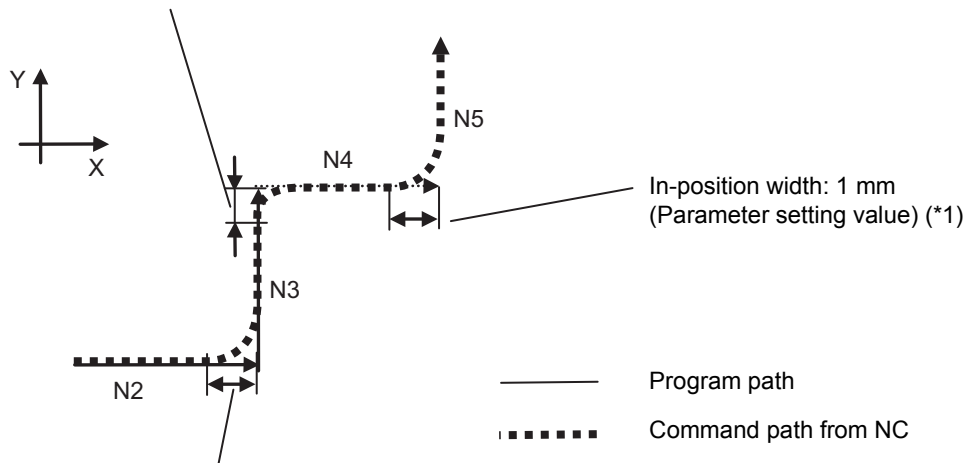 Y
X
N5
N4
In-position width: 1 mm
(Parameter setting value) (*1)
N3
N2
Program path
Command path from NC